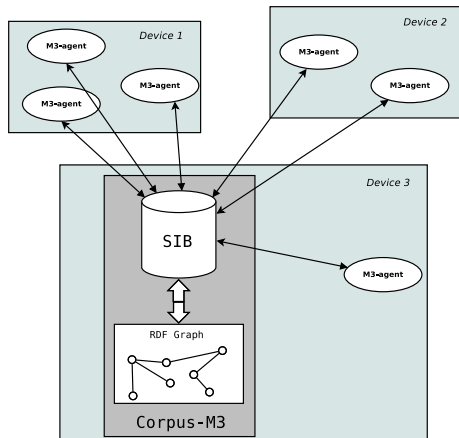 Device 1
M3-agent
M3-agent
M3-agent
Device 2
M3-agent
M3-agent
Device 3
SIB
M3-agent
RDF Graph
Corpus-M3